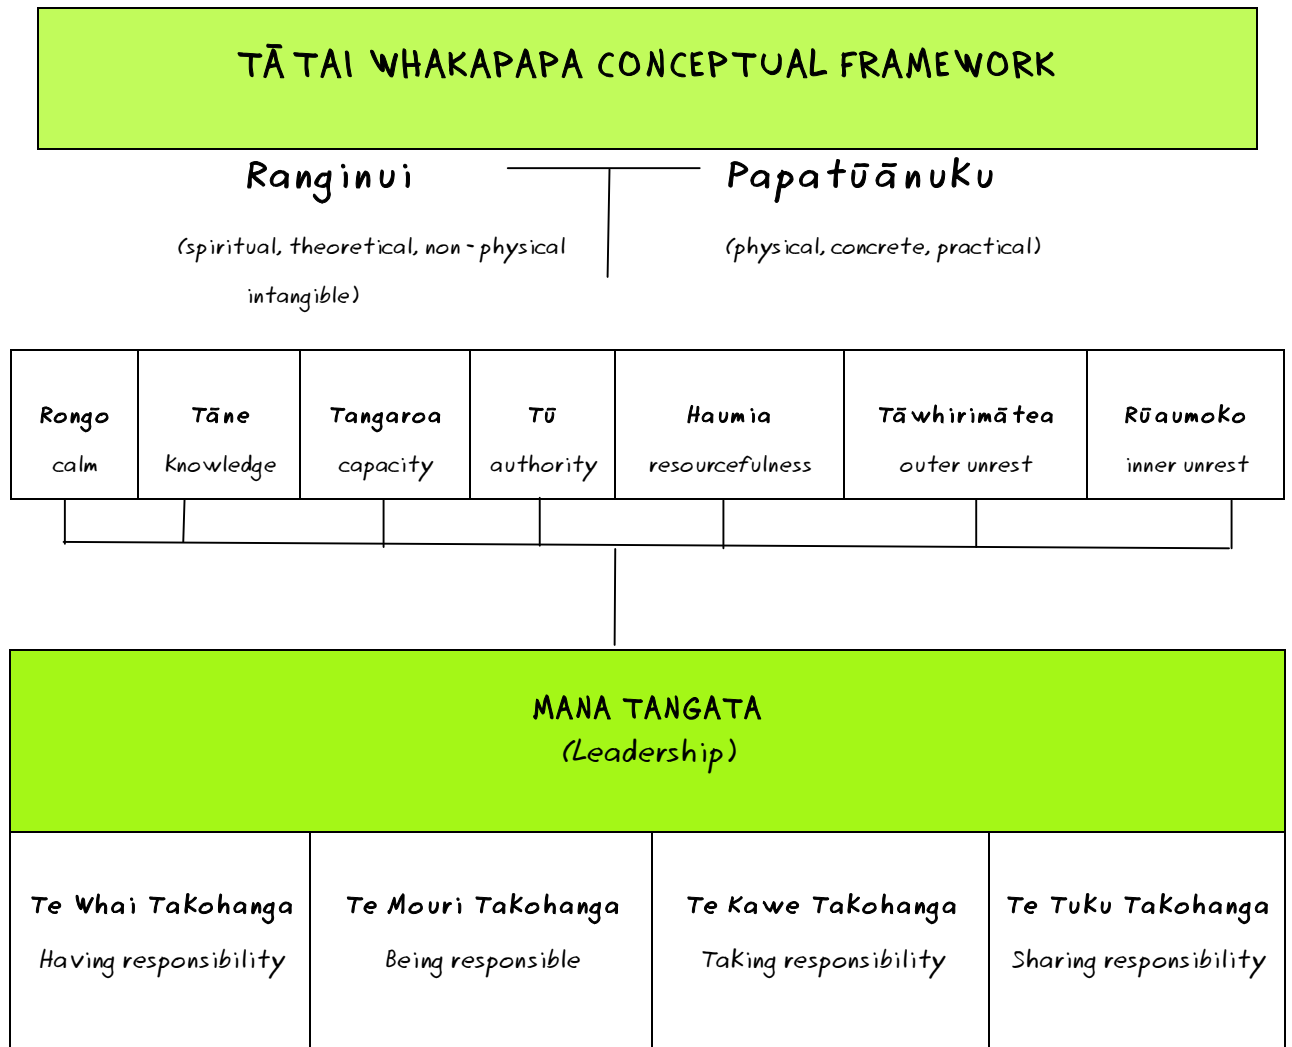 TĀTAI WHAKAPAPA CONCEPTUAL FRAMEWORK
Ranginui Papatūānuku
(spiritual, theoretical, non-physical (physical, concrete, practical)
intangible)
Rongo Tāne Tangaroa Tū Haumia Tāwhirimātea Rūaumoko
calm knowledge capacity authority resourcefulness outer unrest inner unrest
MANA TANGATA
(Leadership)
Te Whai Takohanga Te Mouri Takohanga Te Kawe Takohanga Te Tuku Takohanga
Having responsibility Being responsible Taking responsibility Sharing responsibility